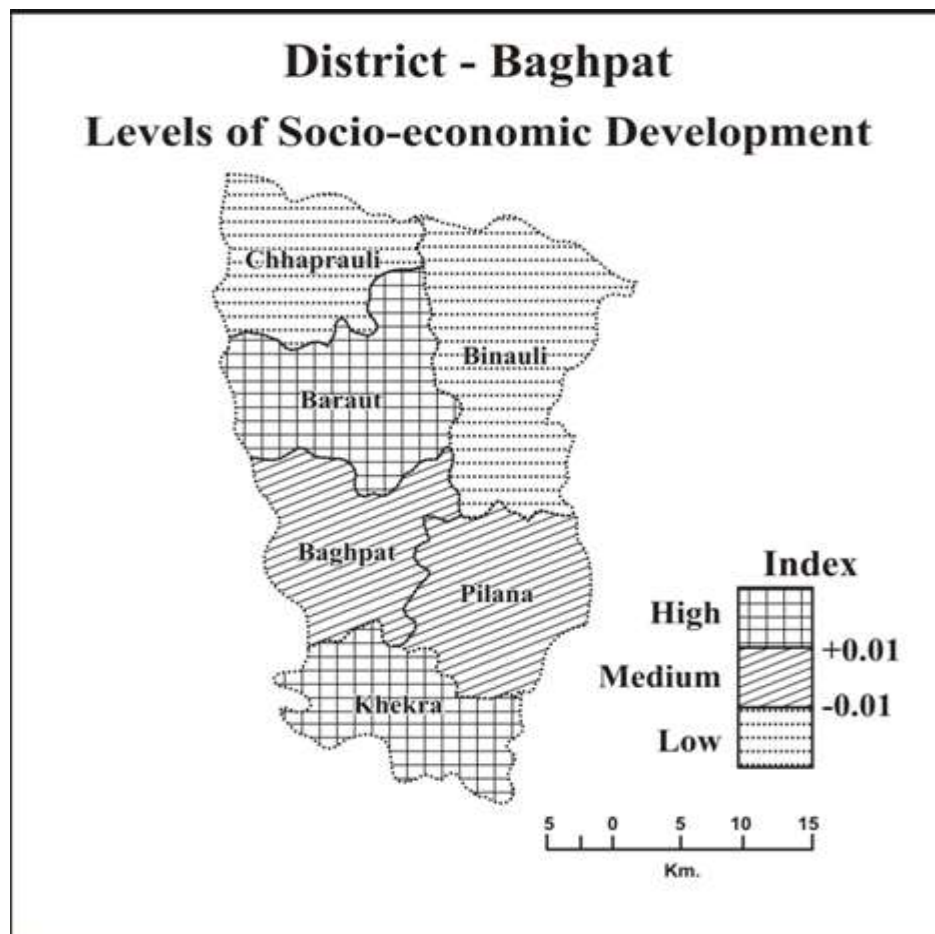 District - Baghpat
Levels of Socio-economic Development
Chhaprauli
Binauli
Baraut
Baghpat
Pilana
Khekra
Index
High
+0.01
Medium
-0.01
Low
5 0 5 10 15
Km.